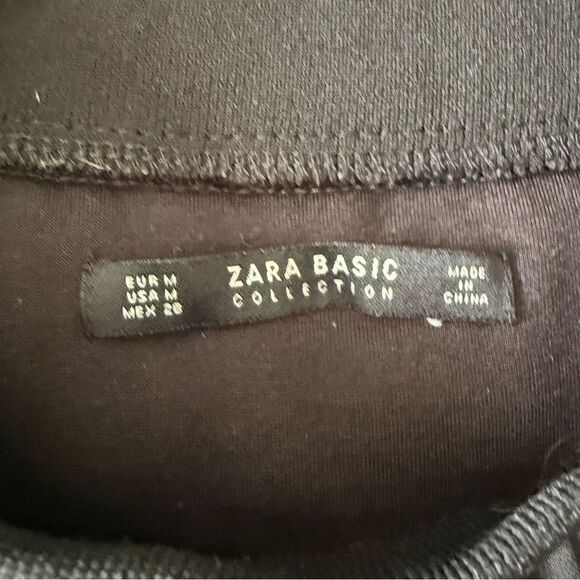 EUR M
USA M
MEX 28
ZARA BASIC
COLLECTION
MADE
IN
CHINA